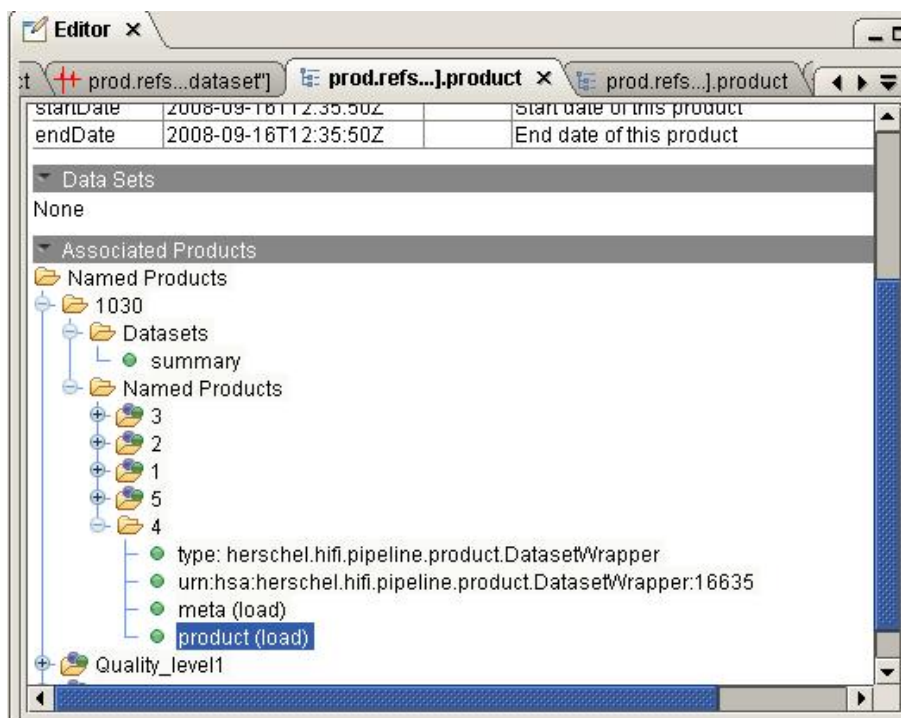 Editor
ct prod.refs...dataset"] prod.refs...].product prod.refs...].product
startDate 2008-09-16T12:35:50Z Start date of this product
endDate 2008-09-16T12:35:50Z End date of this product
Data Sets
None
Associated Products
Named Products
1030
Datasets
summary
Named Products
3
2
1
5
4
type: herschel.hifi.pipeline.product.DatasetWrapper
urn:hsa:herschel.hifi.pipeline.product.DatasetWrapper:16635
meta (load)
product (load)
Quality_level1